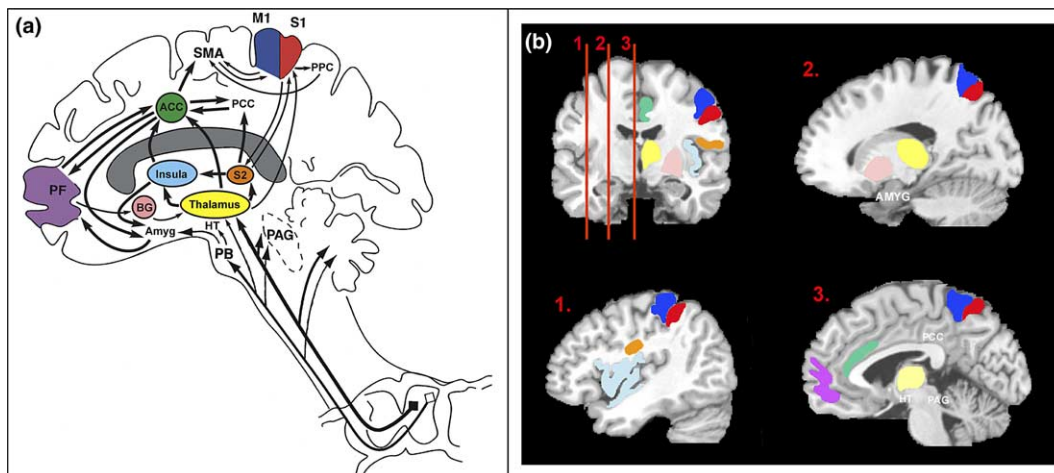 (a)
M1 S1
SMA
PPC
ACC
PCC
Insula
S2
PF
BG
Thalamus
Amyg
HT
PAG
PB
(b)
1 2 3
2.
AMYG
1.
3.
PCC
HT PAG